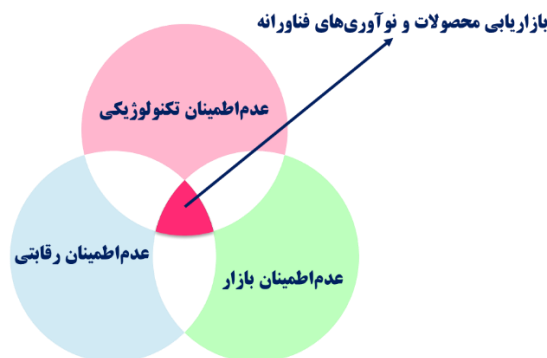 بازاریابی محصولات و نوآوری‌های فناورانه
عدم‌اطمینان تکنولوژیکی
عدم‌اطمینان رقابتی
عدم‌اطمینان بازار